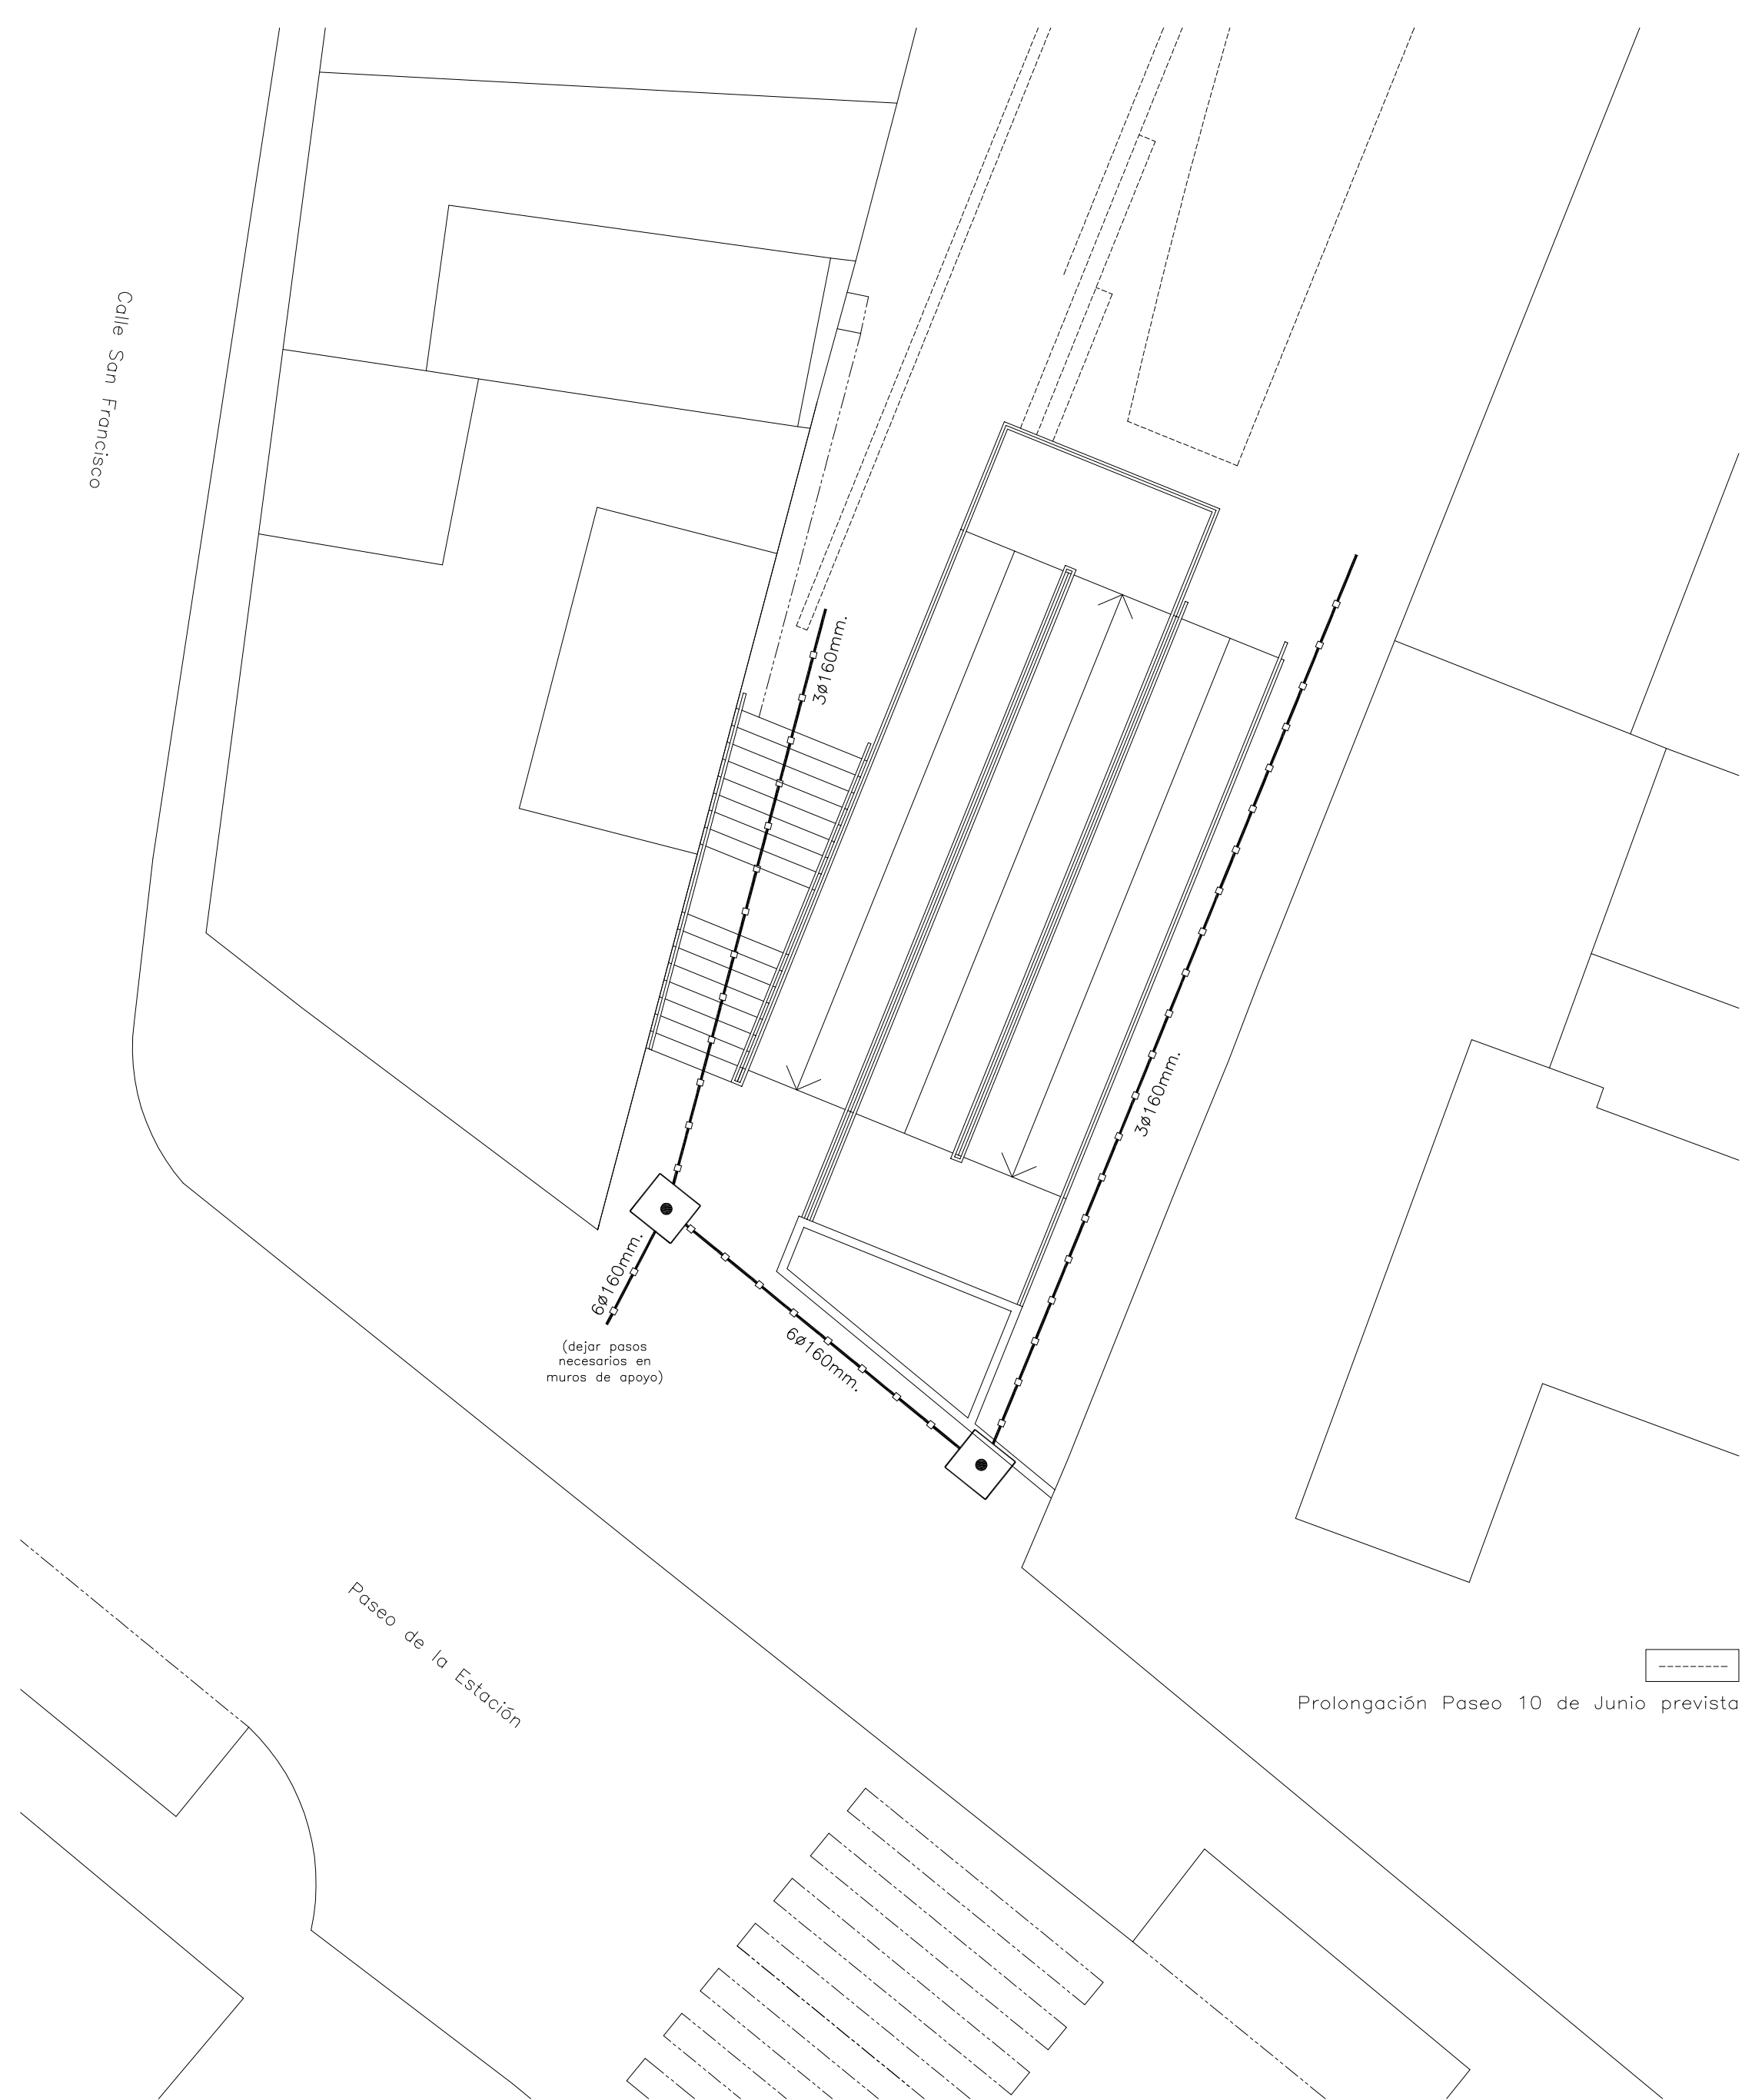 Calle San Francisco
3ø160mm.
3ø160mm.
6ø160mm.
(dejar pasos
necesarios en
muros de apoyo)
6ø160mm.
Paseo de la Estación
Prolongación Paseo 10 de Junio prevista